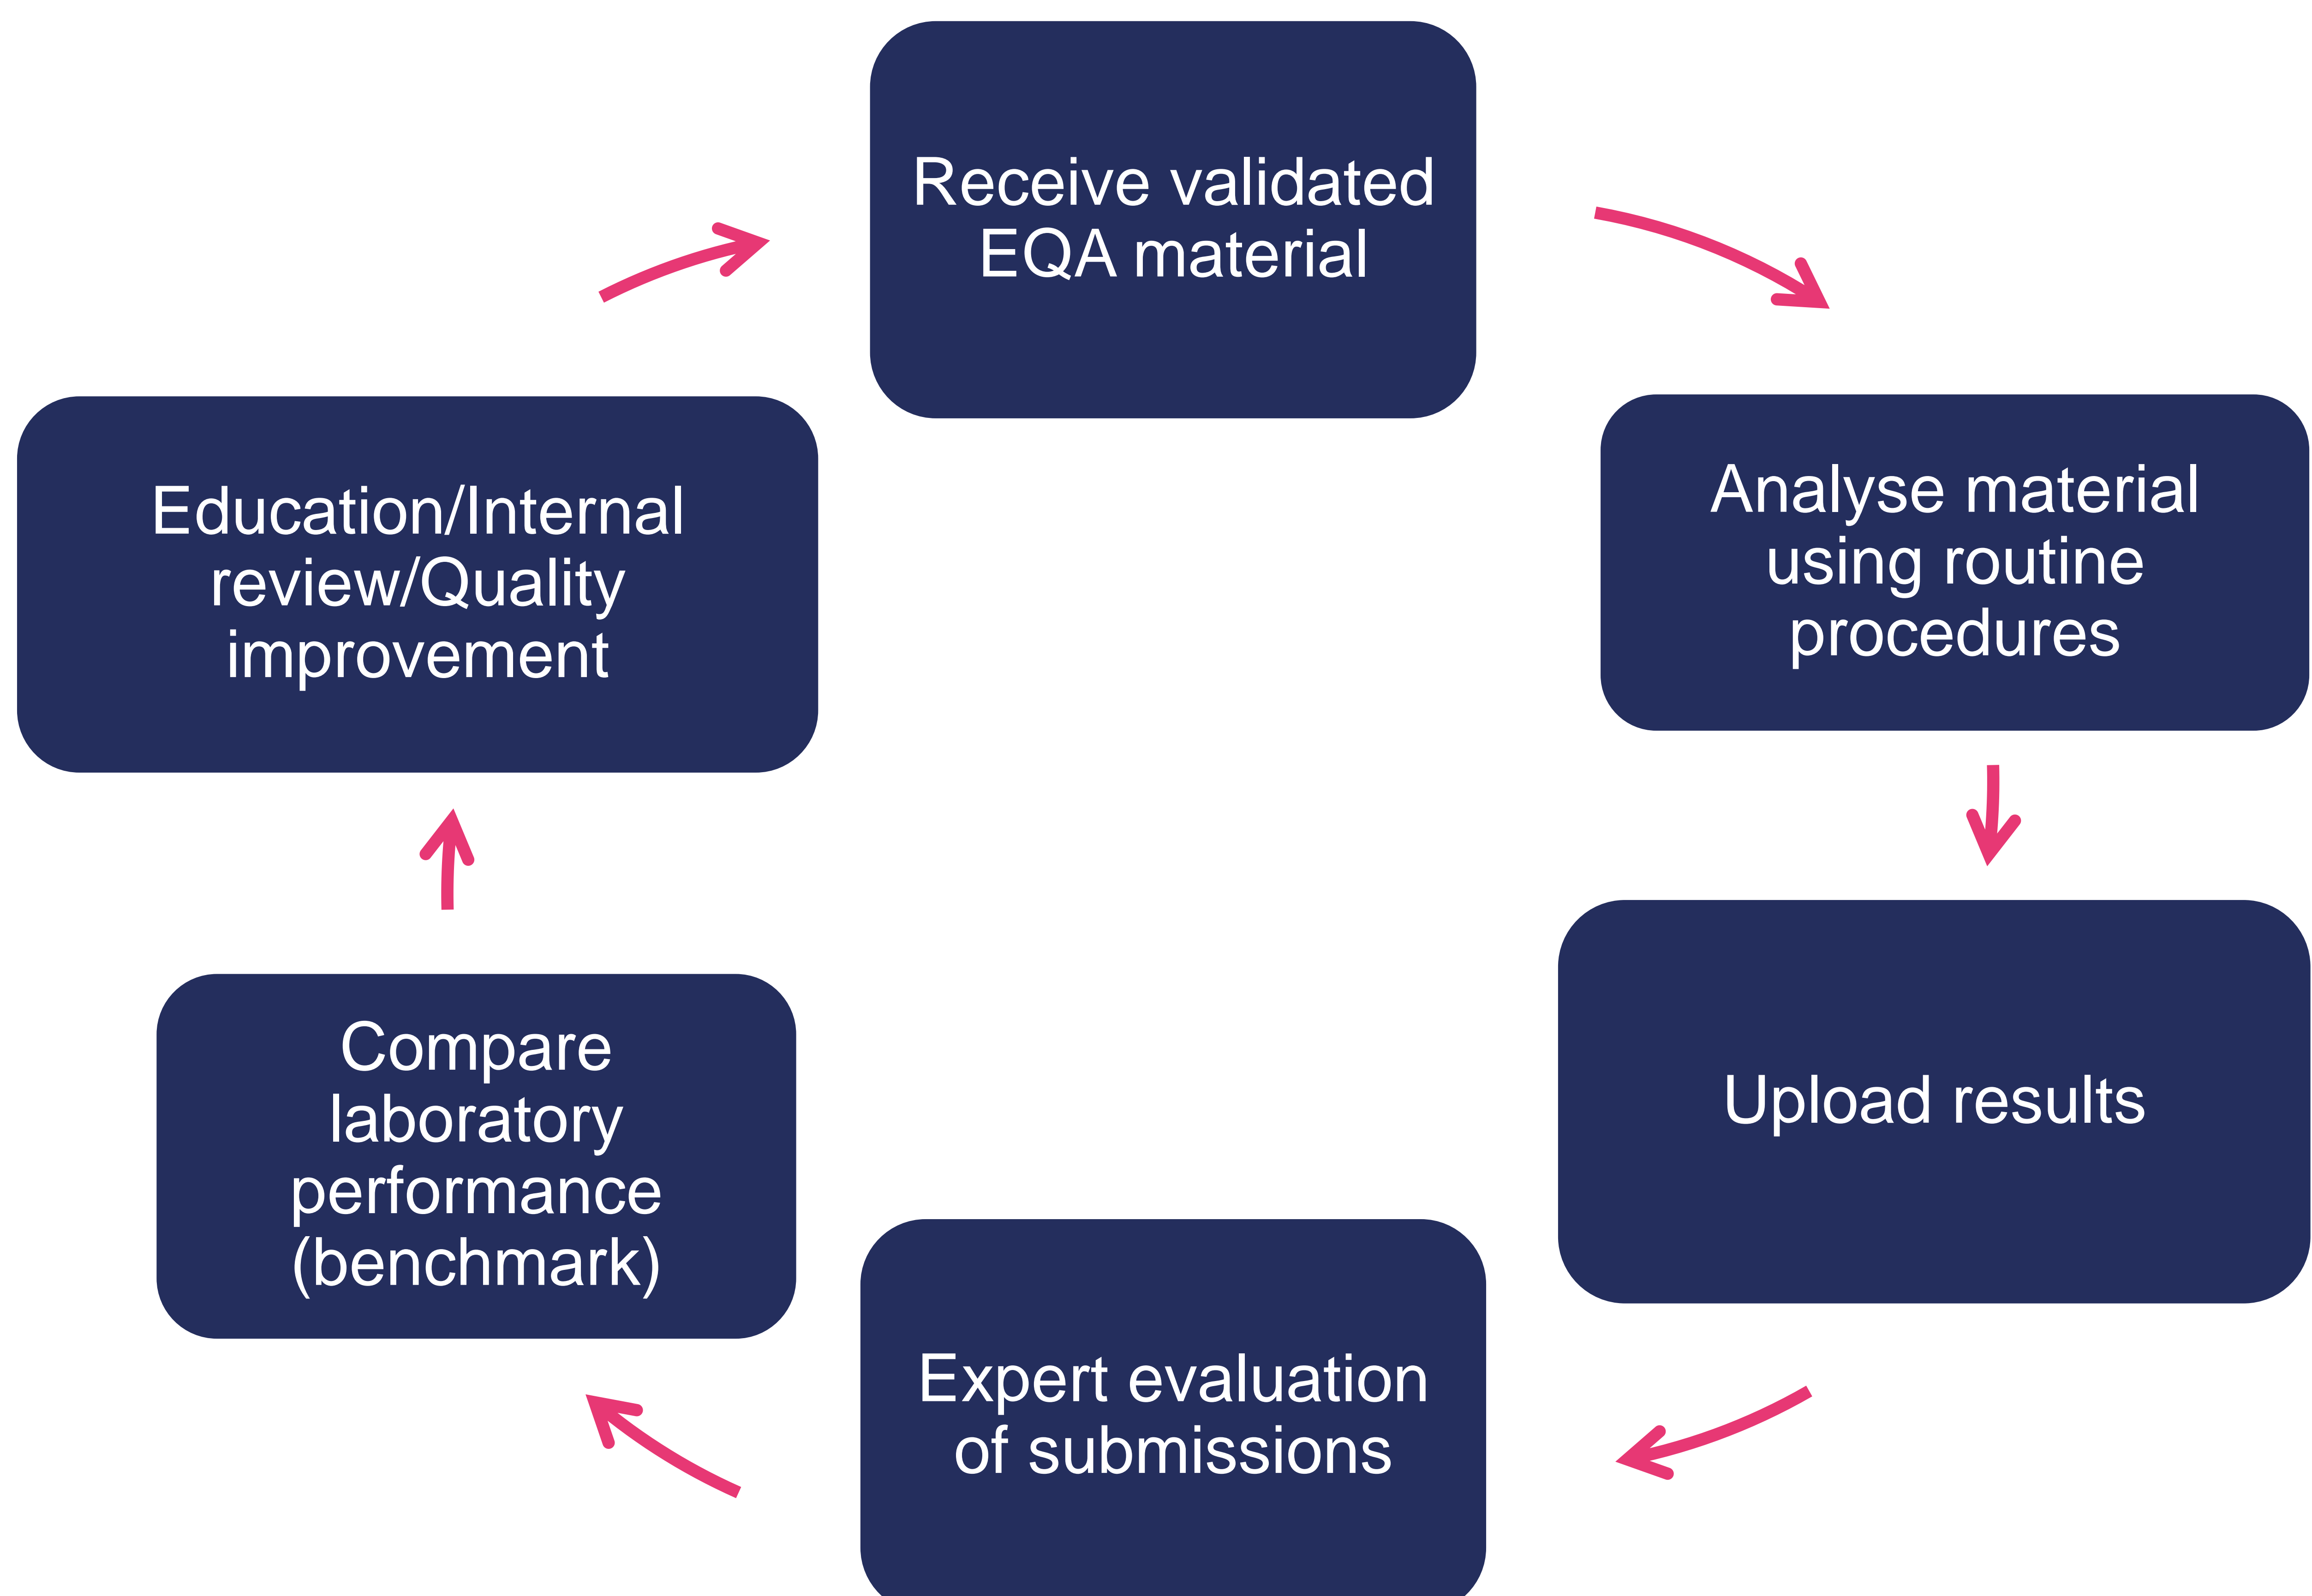 Receive validated
EQA material
Analyse material
using routine
procedures
Upload results
Expert evaluation
of submissions
Compare
laboratory
performance
(benchmark)
Education/Internal
review/Quality
improvement